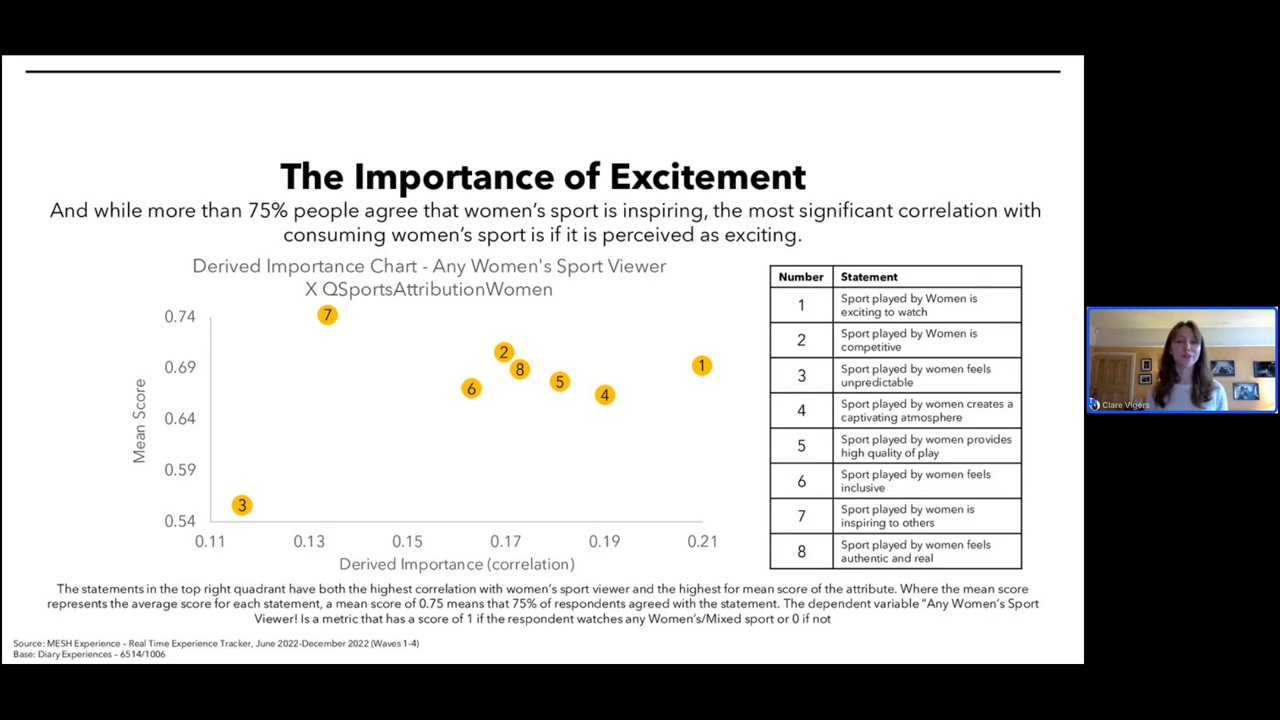 The Importance of Excitement
And while more than 75% people agree that women's sport is inspiring, the most significant correlation with
consuming women's sport is if it is perceived as exciting.
Derived Importance Chart - Any Women's Sport Viewer
X QSportsAttributionWomen
0.74
0.69
0.64
0.59
0.54
Mean Score
7
2
8
1
6
5
4
3
0.11 0.13 0.15 0.17 0.19 0.21
Derived Importance (correlation)
Number Statement
1 Sport played by Women is
exciting to watch
2 Sport played by Women is
competitive
3 Sport played by women feels
unpredictable
4 Sport played by women creates a
captivating atmosphere
5 Sport played by women provides
high quality of play
6 Sport played by women feels
inclusive
7 Sport played by women is
inspiring to others
8 Sport played by women feels
authentic and real
The statements in the top right quadrant have both the highest correlation with women's sport viewer and the highest for mean score of the attribute. Where the mean score
represents the average score for each statement, a mean score of 0.75 means that 75% of respondents agreed with the statement. The dependent variable "Any Women's Sport
Viewer! Is a metric that has a score of 1 if the respondent watches any Women's/Mixed sport or 0 if not
Source: MESH Experience – Real Time Experience Tracker, June 2022-December 2022 (Waves 1-4)
Base: Diary Experiences – 6514/1006
Clare Vigers